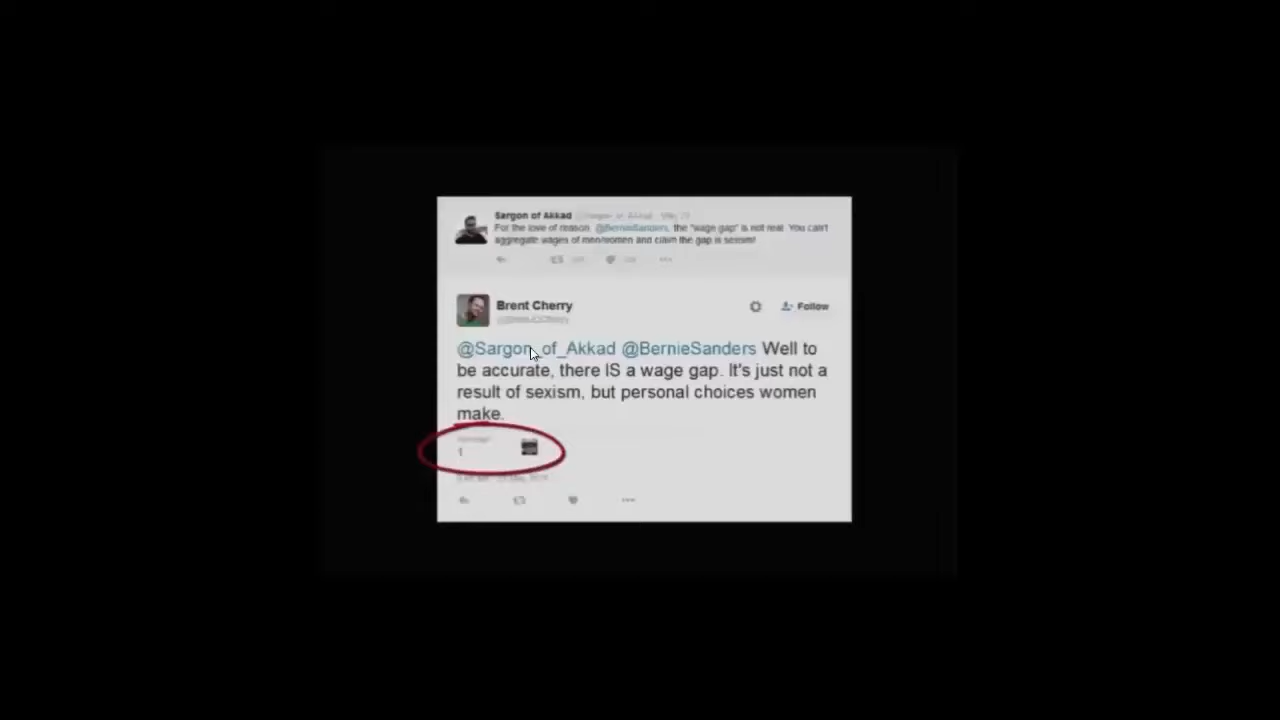 Sargon of Akkad
For the love of reason, @BernieSanders, the "wage gap" is not real. You can't
aggregate wages of men/women and claim the gap is sexism!
Brent Cherry
Follow
@Sargon_of_Akkad @BernieSanders Well to
be accurate, there IS a wage gap. It's just not a
result of sexism, but personal choices women
make.
1